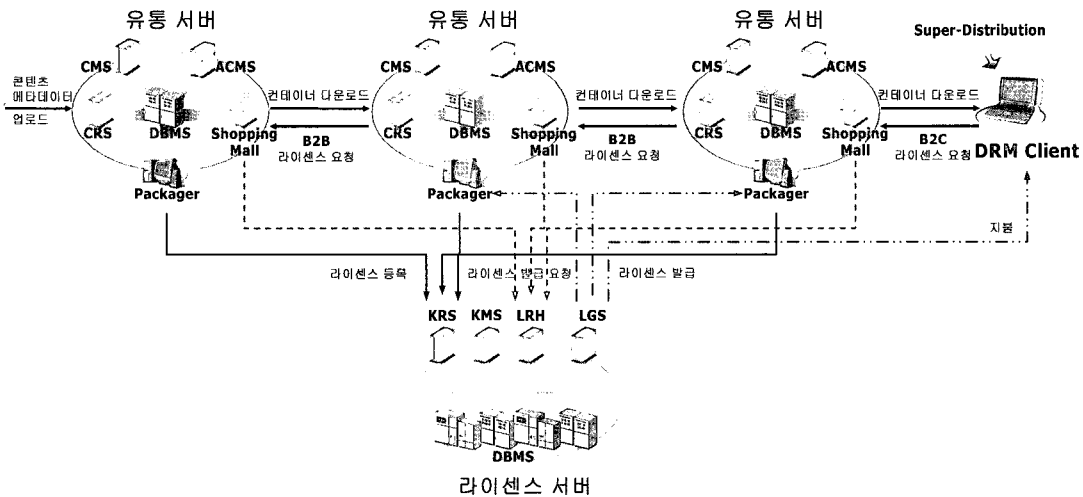 유통 서버
유통 서버
유통 서버
Super-Distribution
CMS
ACMS
CMS
ACMS
CMS
ACMS
콘텐츠
메타데이터
업로드
컨테이너 다운로드
컨테이너 다운로드
컨테이너 다운로드
CRS
DBMS
Shopping
Mall
B2B
라이센스 요청
CRS
DBMS
Shopping
Mall
B2B
라이센스 요청
CRS
DBMS
Shopping
Mall
B2C
라이센스 요청
DRM Client
Packager
Packager
Packager
지불
라이센스 등록
라이센스 발급 요청
라이센스 발급
KRS
KMS
LRH
LGS
DBMS
라이센스 서버